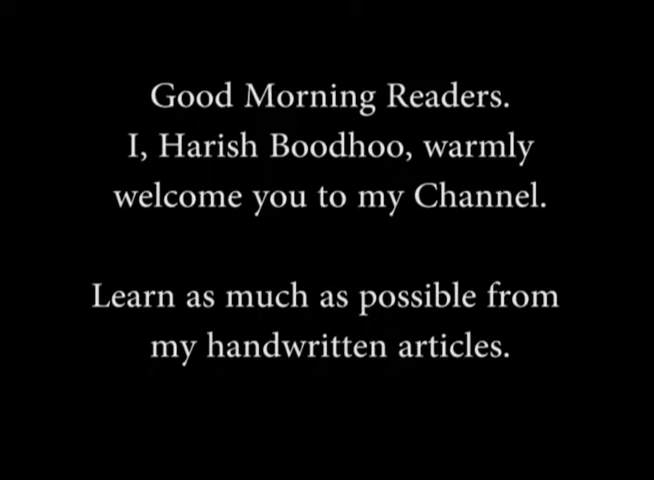 Good Morning Readers.
I, Harish Boodhoo, warmly
welcome you to my Channel.
Learn as much as possible from
my handwritten articles.